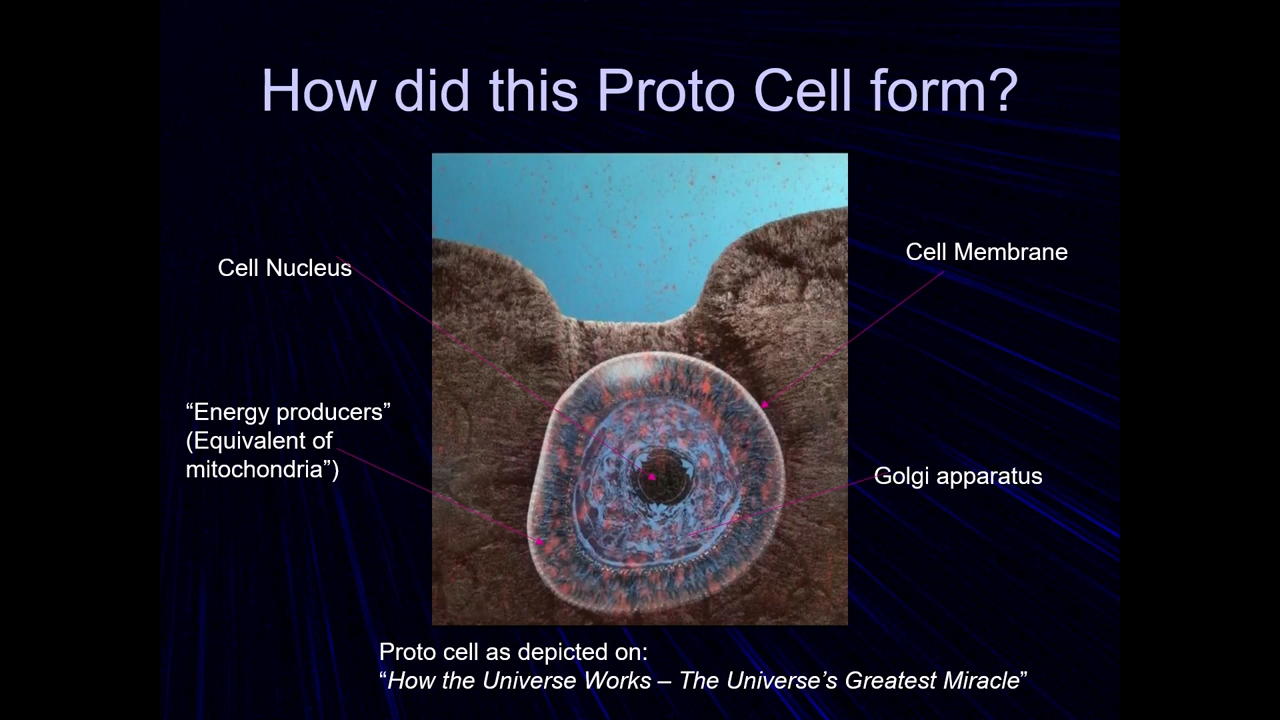 How did this Proto Cell form?
Cell Nucleus
Cell Membrane
“Energy producers”
(Equivalent of
mitochondria”)
Golgi apparatus
Proto cell as depicted on:
“How the Universe Works – The Universe’s Greatest Miracle”